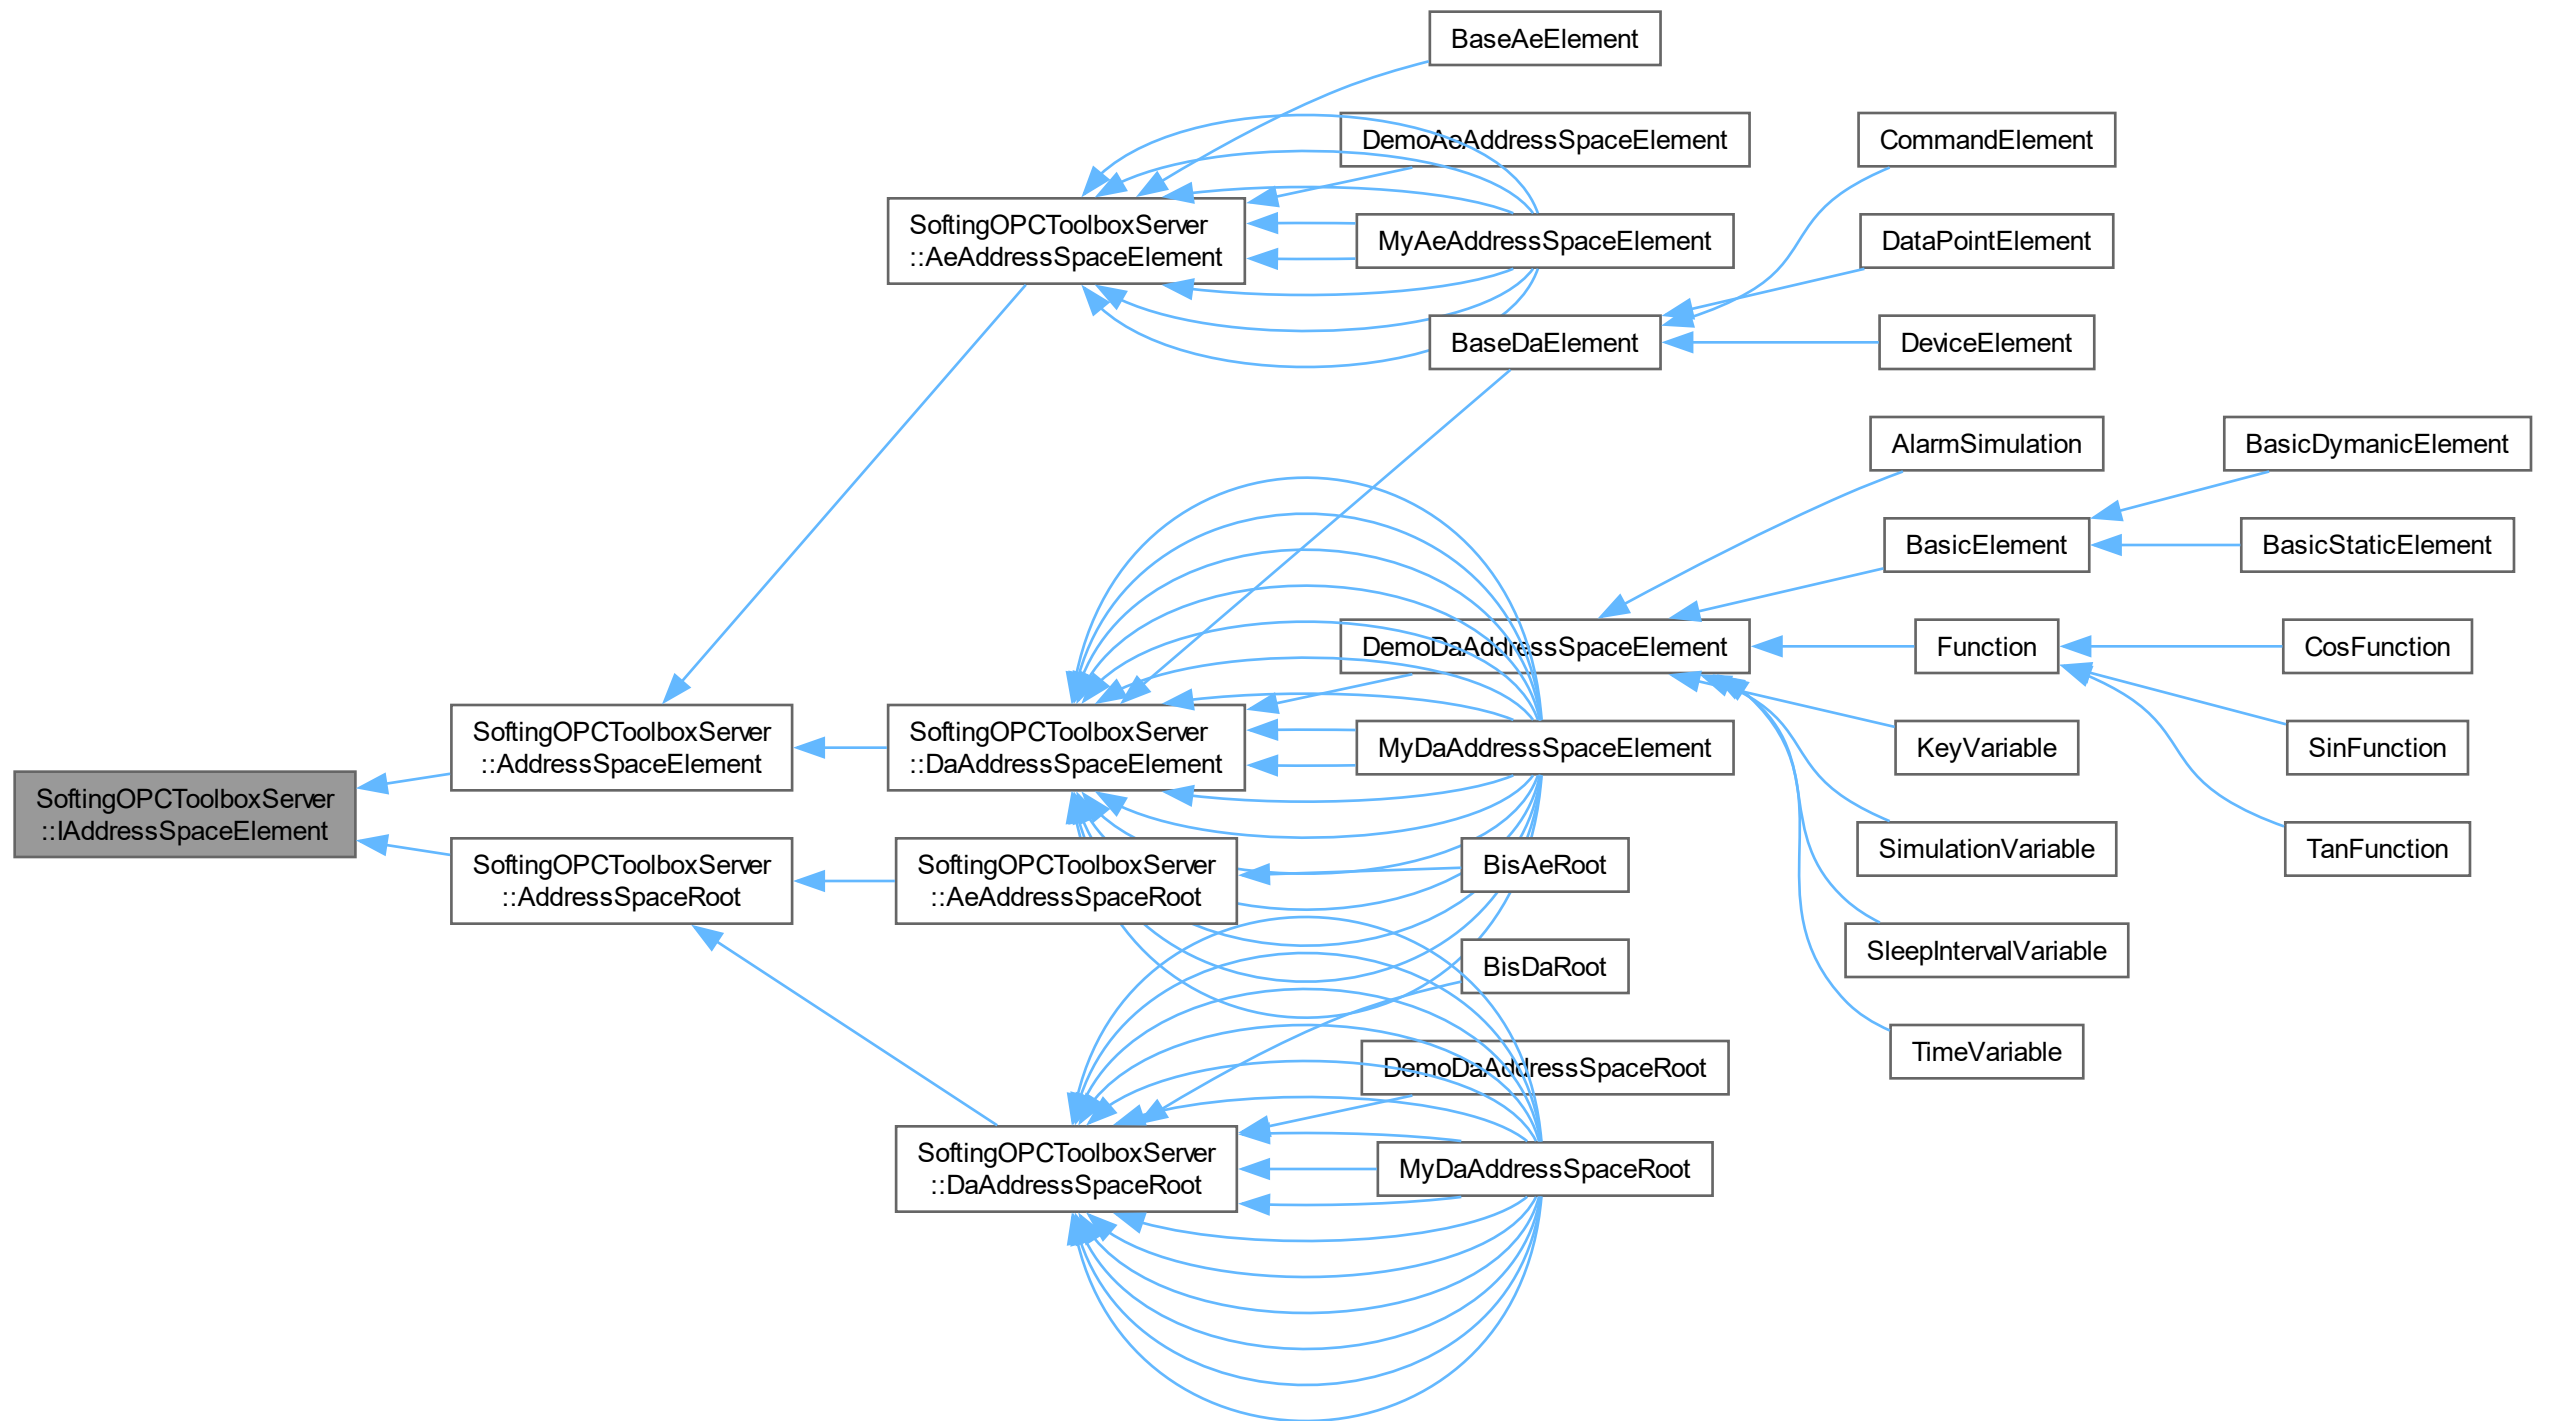 SoftingOPCToolboxServer
::IAddressSpaceElement
SoftingOPCToolboxServer
::AddressSpaceElement
SoftingOPCToolboxServer
::AddressSpaceRoot
SoftingOPCToolboxServer
::AeAddressSpaceElement
SoftingOPCToolboxServer
::DaAddressSpaceElement
SoftingOPCToolboxServer
::AeAddressSpaceRoot
SoftingOPCToolboxServer
::DaAddressSpaceRoot
BaseAeElement
DemoAeAddressSpaceElement
MyAeAddressSpaceElement
BaseDaElement
DemoDaAddressSpaceElement
MyDaAddressSpaceElement
BisAeRoot
BisDaRoot
DemoDaAddressSpaceRoot
MyDaAddressSpaceRoot
CommandElement
DataPointElement
DeviceElement
AlarmSimulation
BasicElement
Function
KeyVariable
SimulationVariable
SleepIntervalVariable
TimeVariable
BasicDymanicElement
BasicStaticElement
CosFunction
SinFunction
TanFunction